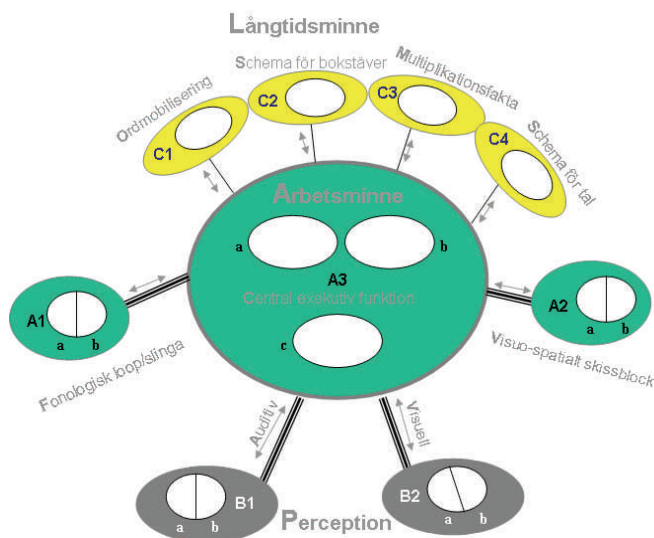 Långtidsminne
Schema för bokstäver
Multiplikationsfakta
Ordmobilisering
C2
C3
C1
C4
Schema för tal
Arbetsminne
a
b
A3
Central exekutiv funktion
c
A1
a b
A2
a b
Fonologisk loop/slinga
Visuo-spatialt skissblock
Auditiv
Visuell
B1
a b
B2
a b
Perception